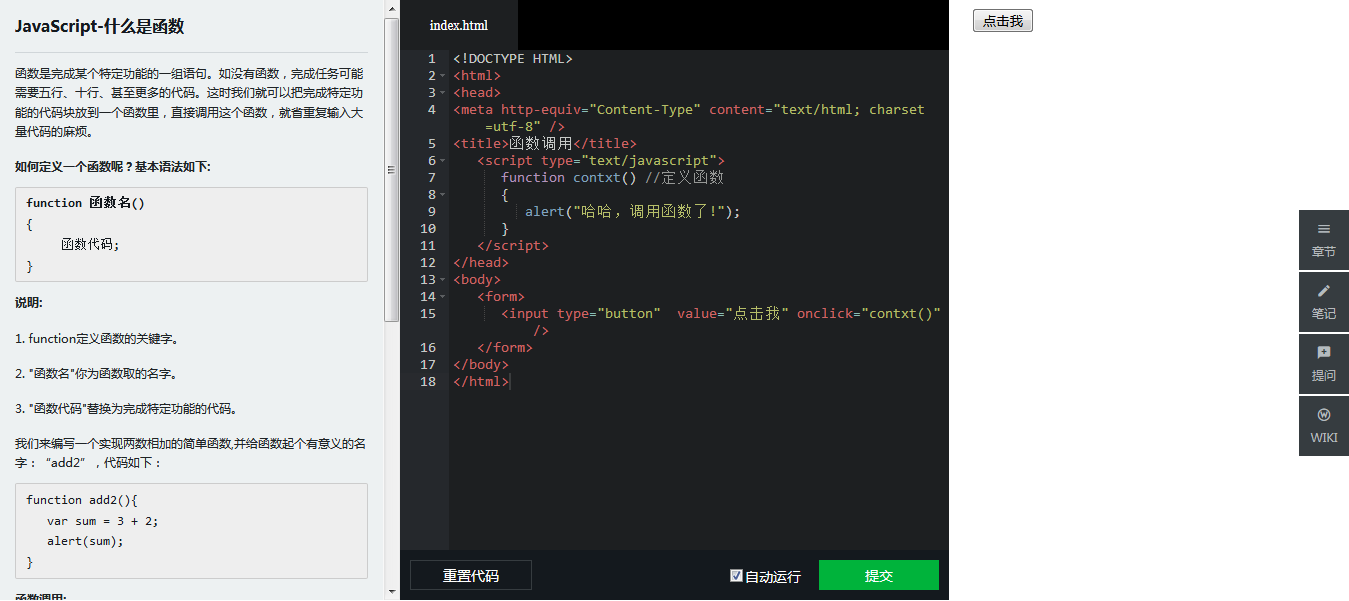 JavaScript-什么是函数
函数是完成某个特定功能的一组语句。如没有函数，完成任务可能
需要五行、十行、甚至更多的代码。这时我们就可以把完成特定功
能的代码块放到一个函数里，直接调用这个函数，就省重复输入大
量代码的麻烦。
如何定义一个函数呢？基本语法如下:
function 函数名()
{
函数代码;
}
说明:
1. function定义函数的关键字。
2. "函数名"你为函数取的名字。
3. "函数代码"替换为完成特定功能的代码。
我们来编写一个实现两数相加的简单函数,并给函数起个有意义的名
字：“add2”，代码如下：
function add2(){
var sum = 3 + 2;
alert(sum);
}
函数调用:
index.html
1 <!DOCTYPE HTML>
2 <html>
3 <head>
4 <meta http-equiv="Content-Type" content="text/html; charset
=utf-8" />
5 <title>函数调用</title>
6 <script type="text/javascript">
7 function contxt() //定义函数
8 {
9 alert("哈哈，调用函数了!");
10 }
11 </script>
12 </head>
13 <body>
14 <form>
15 <input type="button"  value="点击我" onclick="contxt()"
/>
16 </form>
17 </body>
18 </html>
重置代码
自动运行
提交
点击我
章节
笔记
提问
WIKI